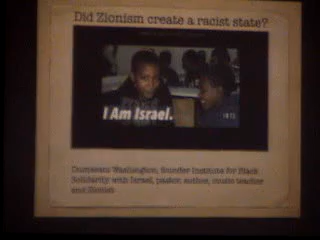 Did Zionism create a racist state?
I Am Israel.
Dumisani Washington, founder Institute for Black
Solidarity with Israel, pastor, author, music teacher
and Zionist